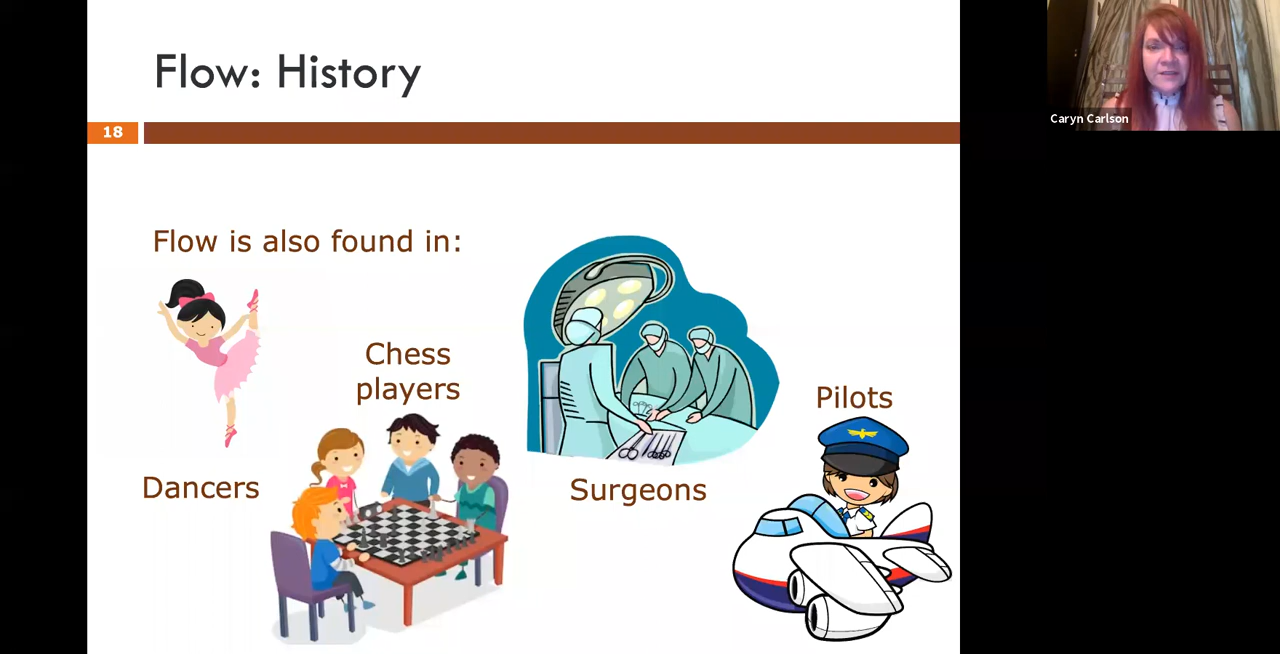 Flow: History
18
Flow is also found in:
Chess
players
Pilots
Dancers
Surgeons
Caryn Carlson